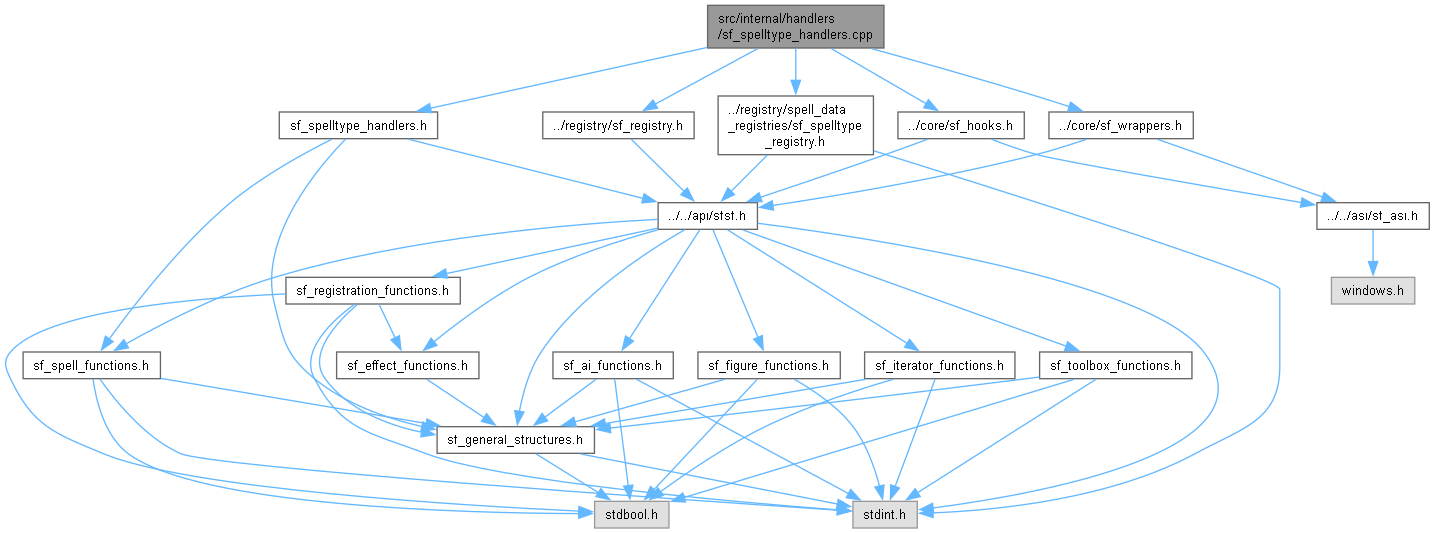 src/internal/handlers
/sf_spelltype_handlers.cpp
sf_spelltype_handlers.h
../registry/sf_registry.h
../registry/spell_data
_registries/sf_spelltype
_registry.h
../core/sf_hooks.h
../core/sf_wrappers.h
../../api/sfsf.h
../../asi/sf_asi.h
sf_registration_functions.h
windows.h
sf_spell_functions.h
sf_effect_functions.h
sf_ai_functions.h
sf_figure_functions.h
sf_iterator_functions.h
sf_toolbox_functions.h
sf_general_structures.h
stdbool.h
stdint.h